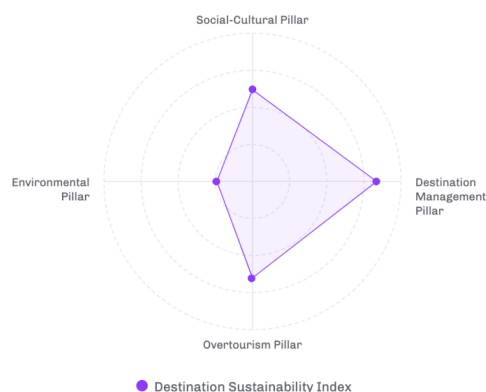 Social-Cultural Pillar
Environmental
Pillar
Destination
Management
Pillar
Overtourism Pillar
Destination Sustainability Index